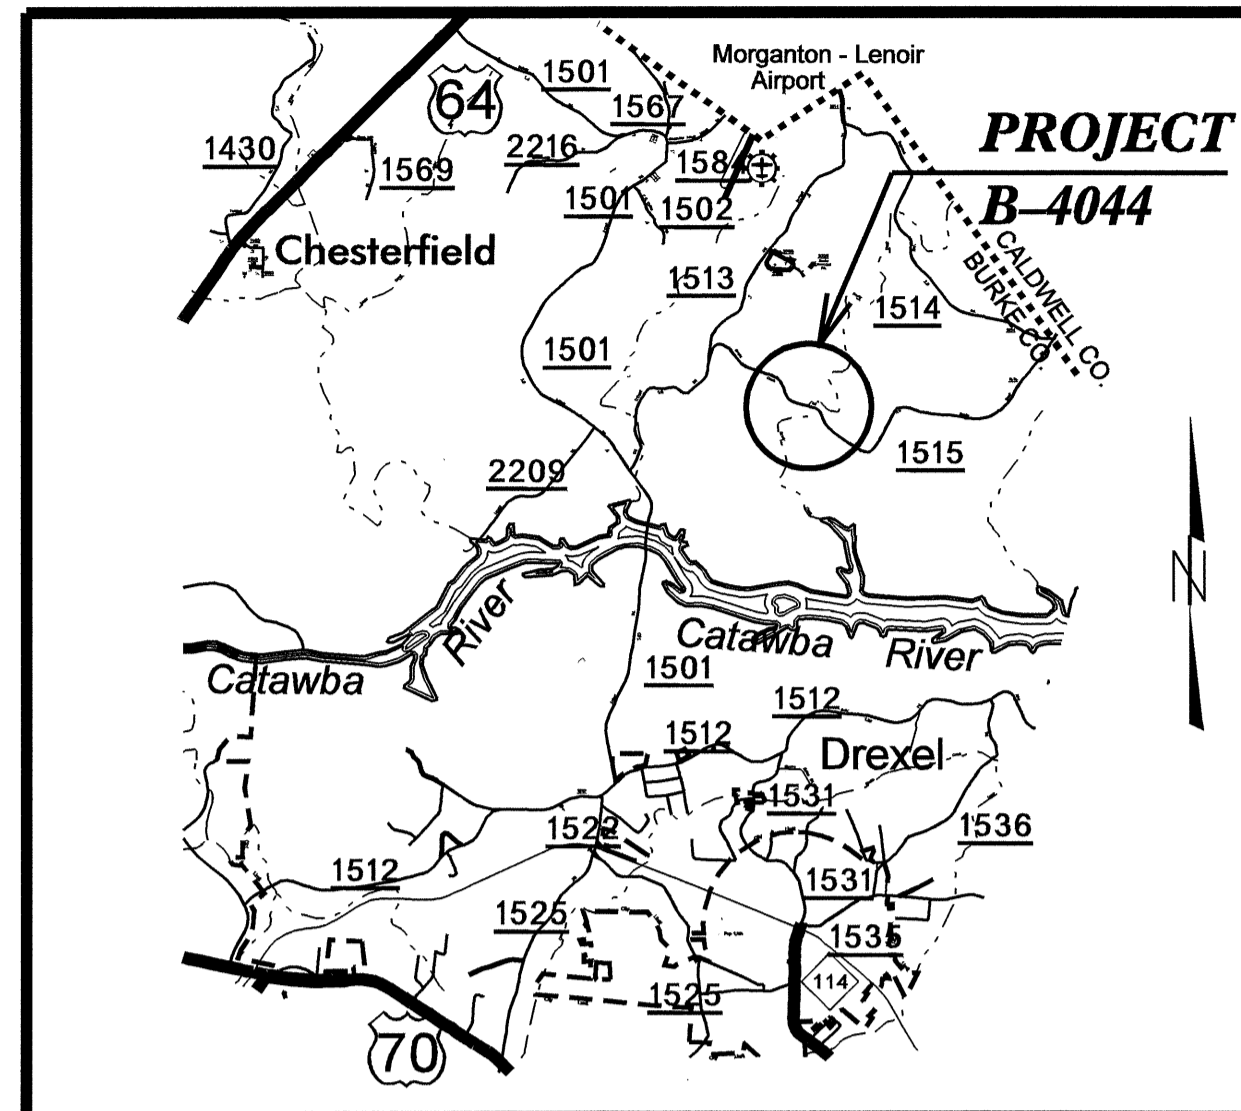 Morganton - Lenoir
Airport
1501
64
1567
PROJECT
1430
1569
2216
158
B–4044
1501
1502
Chesterfield
CALDWELL CO.
BURKE CO.
1513
1514
1501
1515
2209
N
River
Catawba
River
Catawba
1501
1512
1512
Drexel
1531
1522
1536
1512
1531
1525
1535
114
1525
70